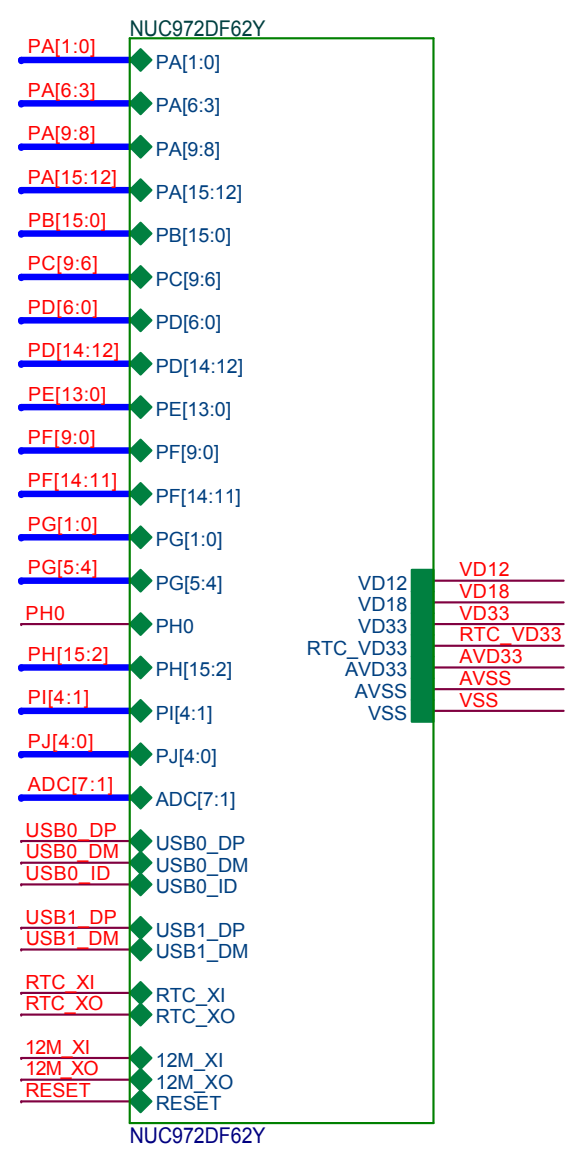 NUC972DF62Y
PA[1:0] PA[1:0]
PA[6:3] PA[6:3]
PA[9:8] PA[9:8]
PA[15:12] PA[15:12]
PB[15:0] PB[15:0]
PC[9:6] PC[9:6]
PD[6:0] PD[6:0]
PD[14:12] PD[14:12]
PE[13:0] PE[13:0]
PF[9:0] PF[9:0]
PF[14:11] PF[14:11]
PG[1:0] PG[1:0]
PG[5:4] PG[5:4]
PH0 PH0
PH[15:2] PH[15:2]
PI[4:1] PI[4:1]
PJ[4:0] PJ[4:0]
ADC[7:1] ADC[7:1]
USB0_DP USB0_DP
USB0_DM USB0_DM
USB0_ID USB0_ID
USB1_DP USB1_DP
USB1_DM USB1_DM
RTC_XI RTC_XI
RTC_XO RTC_XO
12M_XI 12M_XI
12M_XO 12M_XO
RESET RESET
VD12 VD12
VD18 VD18
VD33 VD33
RTC_VD33 RTC_VD33
AVD33 AVD33
AVSS AVSS
VSS VSS
NUC972DF62Y